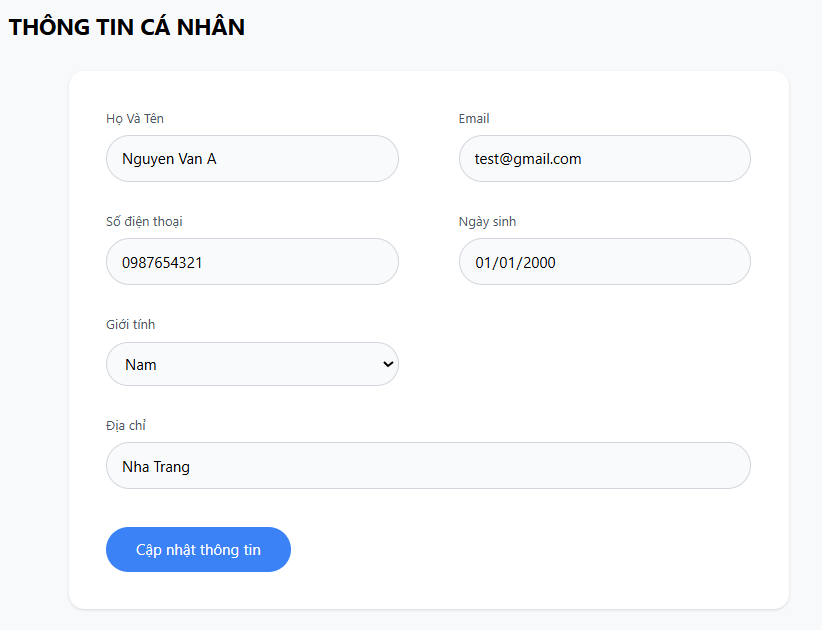 THÔNG TIN CÁ NHÂN
Họ Và Tên
Email
Nguyen Van A
test@gmail.com
Số điện thoại
Ngày sinh
0987654321
01/01/2000
Giới tính
Nam
Địa chỉ
Nha Trang
Cập nhật thông tin